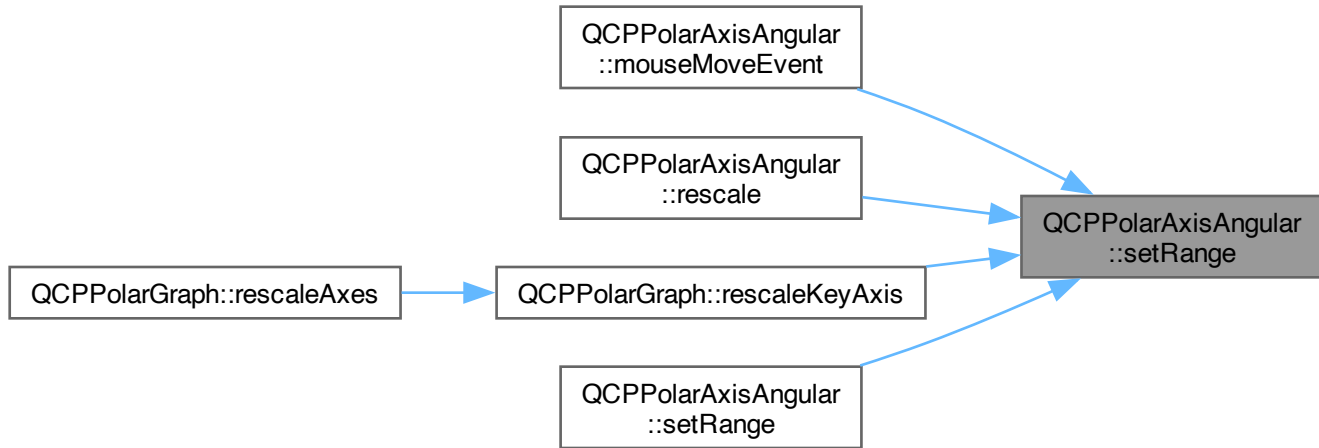 QCPPolarAxisAngular
::mouseMoveEvent
QCPPolarAxisAngular
::rescale
QCPPolarAxisAngular
::setRange
QCPPolarGraph::rescaleAxes
QCPPolarGraph::rescaleKeyAxis
QCPPolarAxisAngular
::setRange